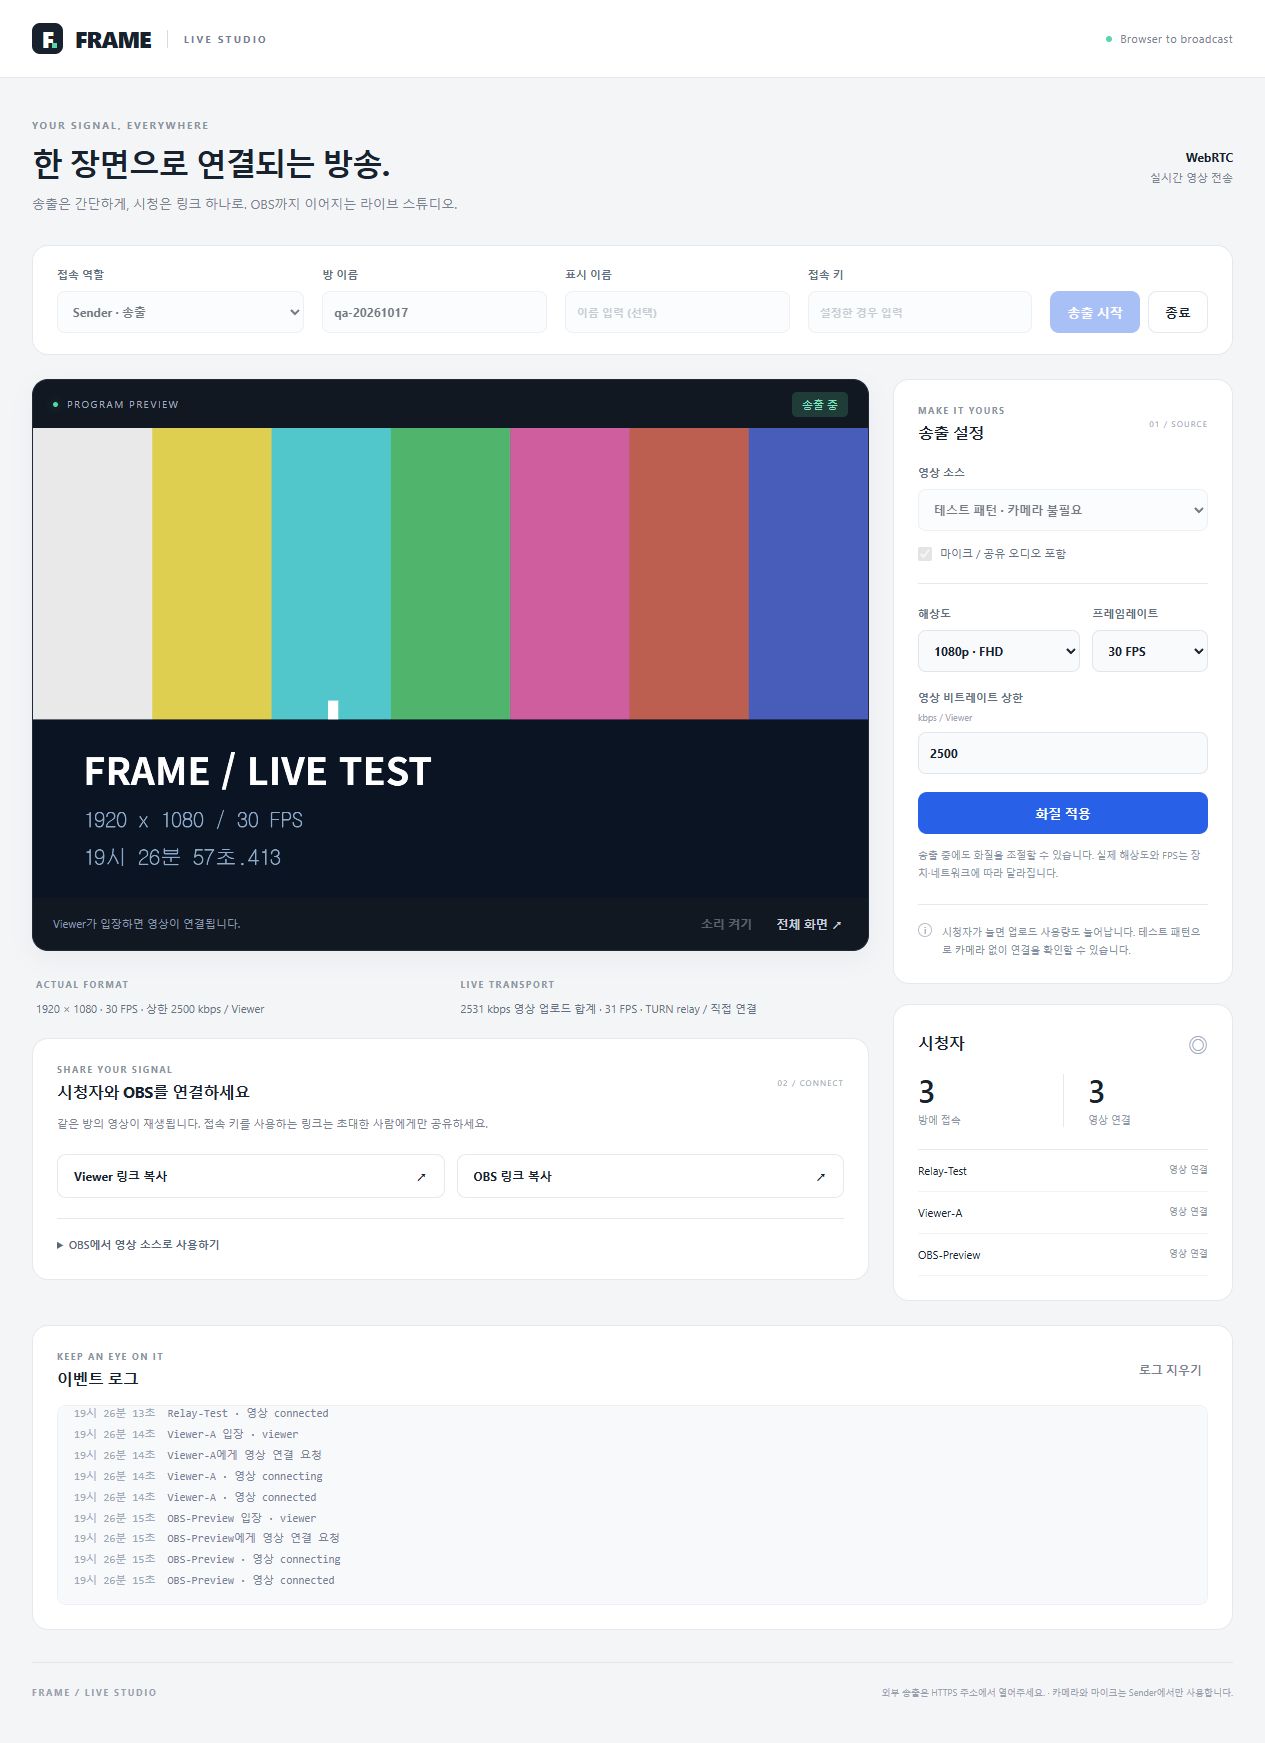 F. FRAME LIVE STUDIO
Browser to broadcast
YOUR SIGNAL, EVERYWHERE
한 장면으로 연결되는 방송.
송출은 간단하게, 시청은 링크 하나로. OBS까지 이어지는 라이브 스튜디오.
WebRTC
실시간 영상 전송
접속 역할
Sender · 송출
방 이름
qa-20261017
표시 이름
이름 입력 (선택)
접속 키
설정한 경우 입력
송출 시작
종료
PROGRAM PREVIEW
송출 중
FRAME / LIVE TEST
1920 x 1080 / 30 FPS
19시 26분 57초.413
Viewer가 입장하면 영상이 연결됩니다.
소리 켜기
전체 화면 ↗
ACTUAL FORMAT
1920 × 1080 · 30 FPS · 상한 2500 kbps / Viewer
LIVE TRANSPORT
2531 kbps 영상 업로드 합계 · 31 FPS · TURN relay / 직접 연결
MAKE IT YOURS
송출 설정
01 / SOURCE
영상 소스
테스트 패턴 · 카메라 불필요
마이크 / 공유 오디오 포함
해상도
1080p · FHD
프레임레이트
30 FPS
영상 비트레이트 상한
kbps / Viewer
2500
화질 적용
송출 중에도 화질을 조절할 수 있습니다. 실제 해상도와 FPS는 장
치·네트워크에 따라 달라집니다.
시청자가 늘면 업로드 사용량도 늘어납니다. 테스트 패턴으
로 카메라 없이 연결을 확인할 수 있습니다.
SHARE YOUR SIGNAL
시청자와 OBS를 연결하세요
02 / CONNECT
같은 방의 영상이 재생됩니다. 접속 키를 사용하는 링크는 초대한 사람에게만 공유하세요.
Viewer 링크 복사 ↗
OBS 링크 복사 ↗
▶ OBS에서 영상 소스로 사용하기
시청자
3
방에 접속
3
영상 연결
Relay-Test 영상 연결
Viewer-A 영상 연결
OBS-Preview 영상 연결
KEEP AN EYE ON IT
이벤트 로그
로그 지우기
19시 26분 13초 Relay-Test · 영상 connected
19시 26분 14초 Viewer-A 입장 · viewer
19시 26분 14초 Viewer-A에게 영상 연결 요청
19시 26분 14초 Viewer-A · 영상 connecting
19시 26분 14초 Viewer-A · 영상 connected
19시 26분 15초 OBS-Preview 입장 · viewer
19시 26분 15초 OBS-Preview에게 영상 연결 요청
19시 26분 15초 OBS-Preview · 영상 connecting
19시 26분 15초 OBS-Preview · 영상 connected
FRAME / LIVE STUDIO
외부 송출은 HTTPS 주소에서 열어주세요. · 카메라와 마이크는 Sender에서만 사용합니다.